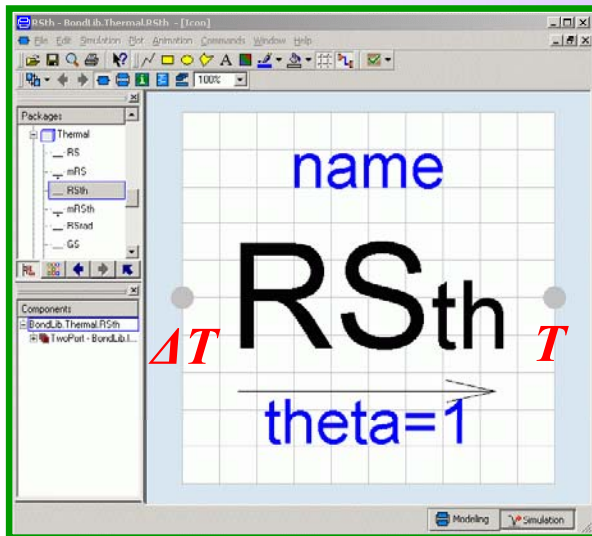 RSth - BondLib.Thermal.RSth - [Icon]
File Edit Simulation Plot Animation Commands Window Help
100%
Packages
Thermal
RS
mRS
RSth
mRSth
RSrad
GS
Components
BondLib.Thermal.RSth
TwoPort - BondLib.I...
name
RSth
ΔT
T
theta=1
Modeling
Simulation